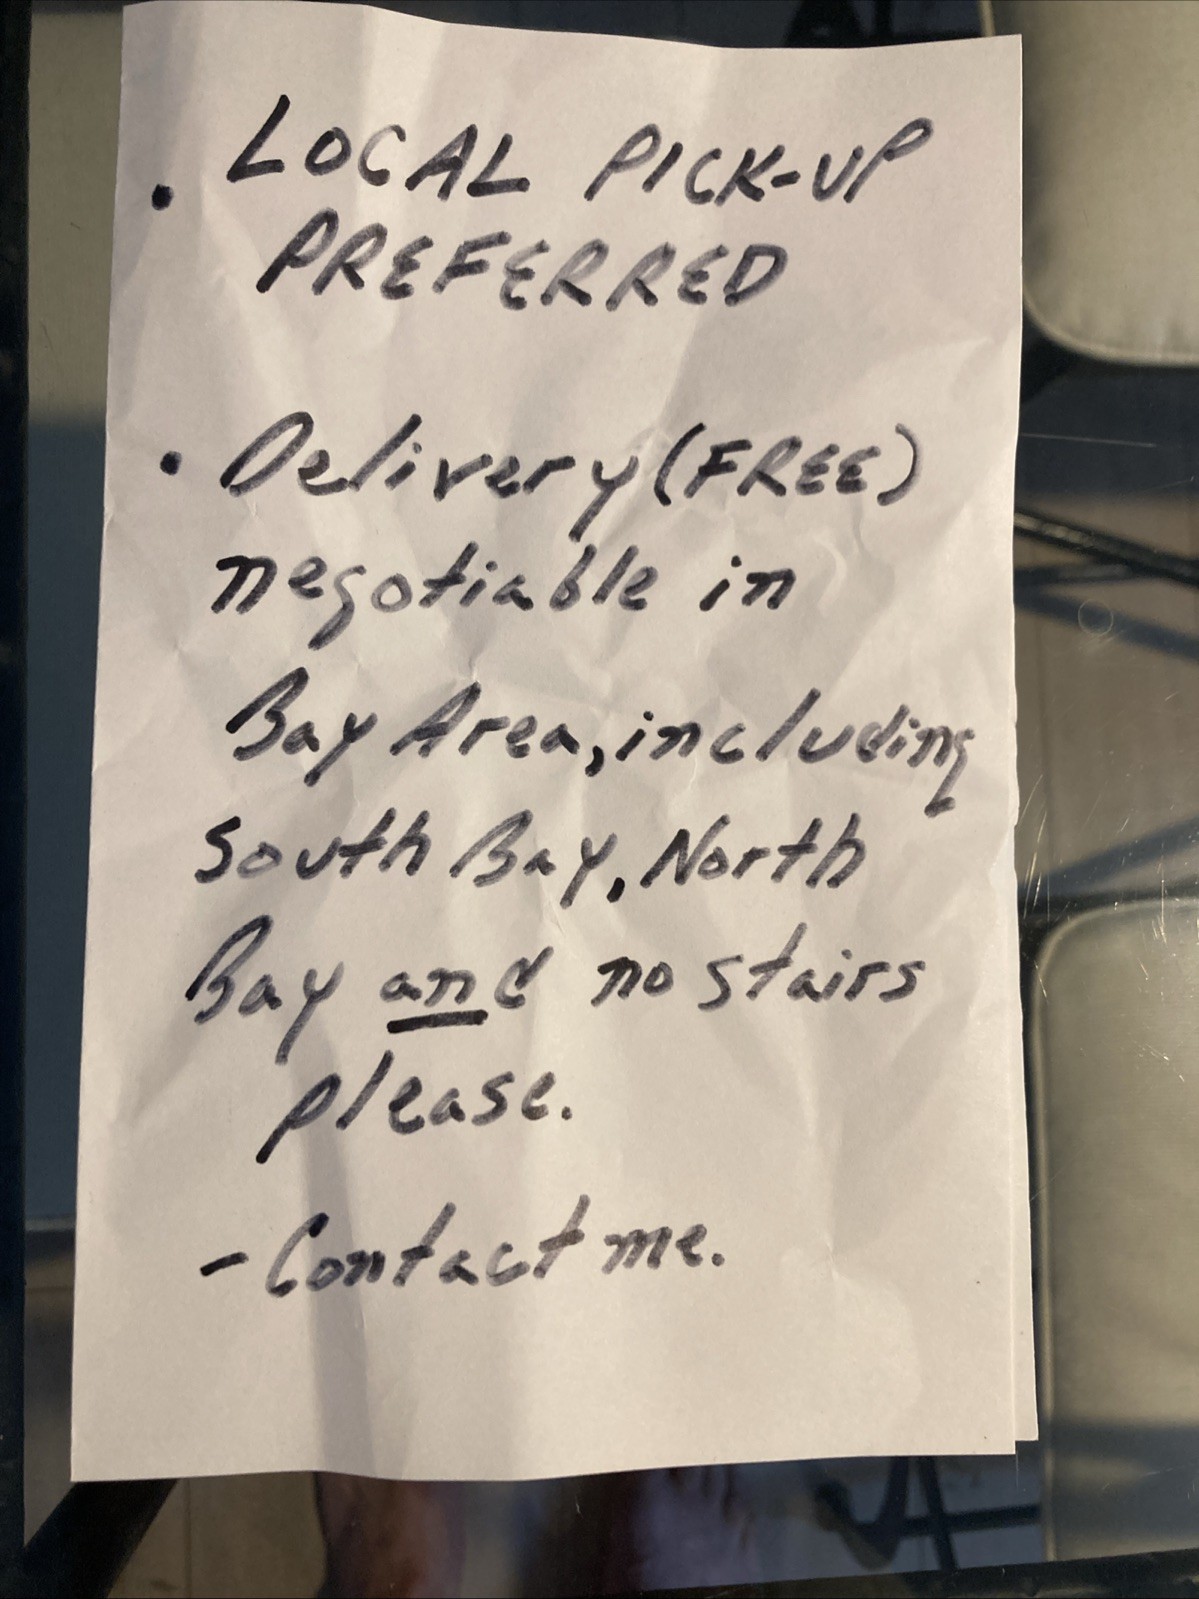 • LOCAL PICK-UP
PREFERRED
• Delivery (FREE)
negotiable in
Bay Area, including
South Bay, North
Bay and no stairs
please.
- Contact me.